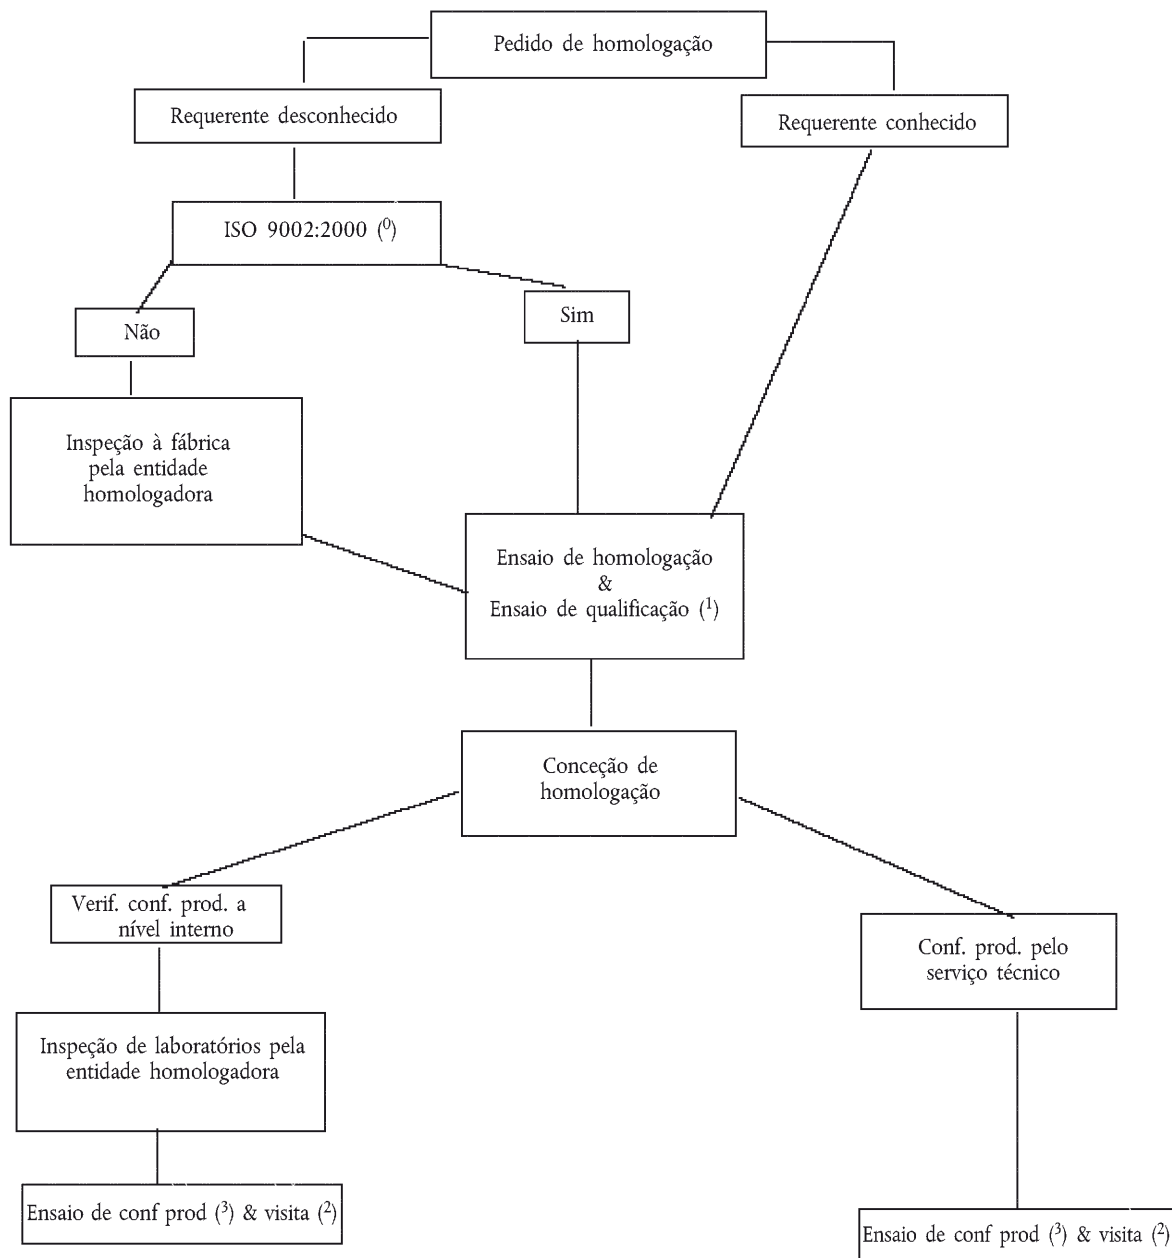 Pedido de homologação
Requerente desconhecido
Requerente conhecido
ISO 9002:2000 (⁰)
Não
Sim
Inspeção à fábrica
pela entidade
homologadora
Ensaio de homologação
&
Ensaio de qualificação (¹)
Conceção de
homologação
Verif. conf. prod. a
nível interno
Conf. prod. pelo
serviço técnico
Inspeção de laboratórios pela
entidade homologadora
Ensaio de conf prod (³) & visita (²)
Ensaio de conf prod (³) & visita (²)